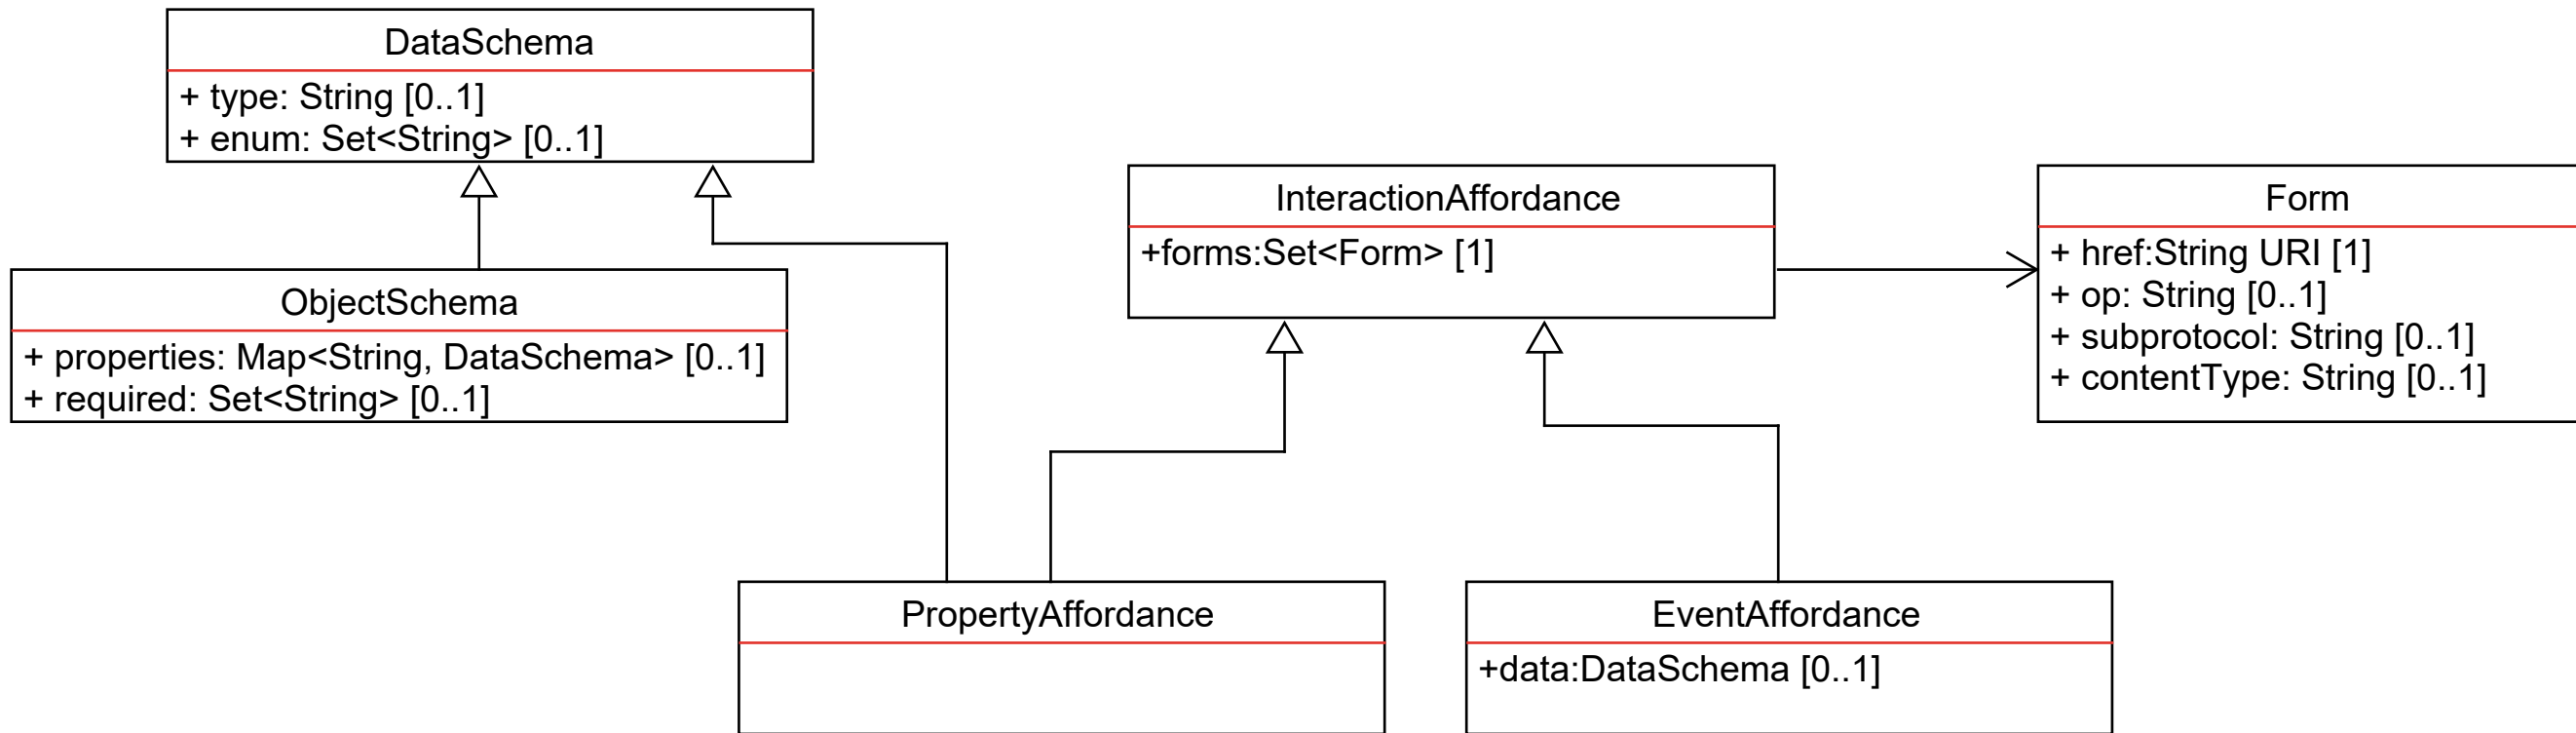 DataSchema
+ type: String [0..1]
+ enum: Set<String> [0..1]
InteractionAffordance
+forms:Set<Form> [1]
Form
+ href:String URI [1]
+ op: String [0..1]
+ subprotocol: String [0..1]
+ contentType: String [0..1]
ObjectSchema
+ properties: Map<String, DataSchema> [0..1]
+ required: Set<String> [0..1]
PropertyAffordance
EventAffordance
+data:DataSchema [0..1]